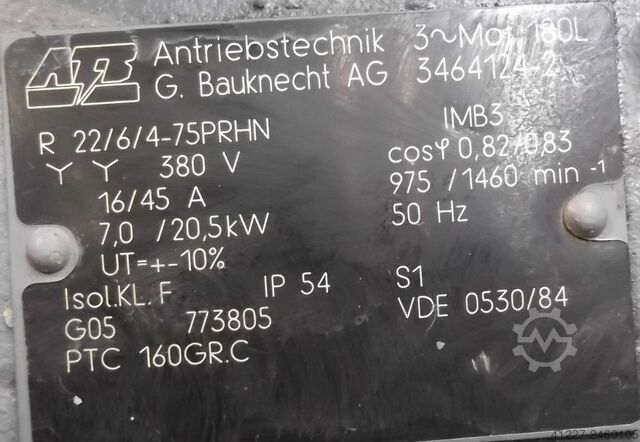 ATB Antriebstechnik 3~Mot 180L
G. Bauknecht AG 3464124-2
R 22/6/4-75PRHN IMB3
Y Y 380 V cosφ 0,82/0,83
16/45 A 975 /1460 min -1
7,0 /20,5kW 50 Hz
UT=+-10%
Isol.KL.F IP 54 S1
G05 773805 VDE 0530/84
PTC 160GR.C
41227-2460106